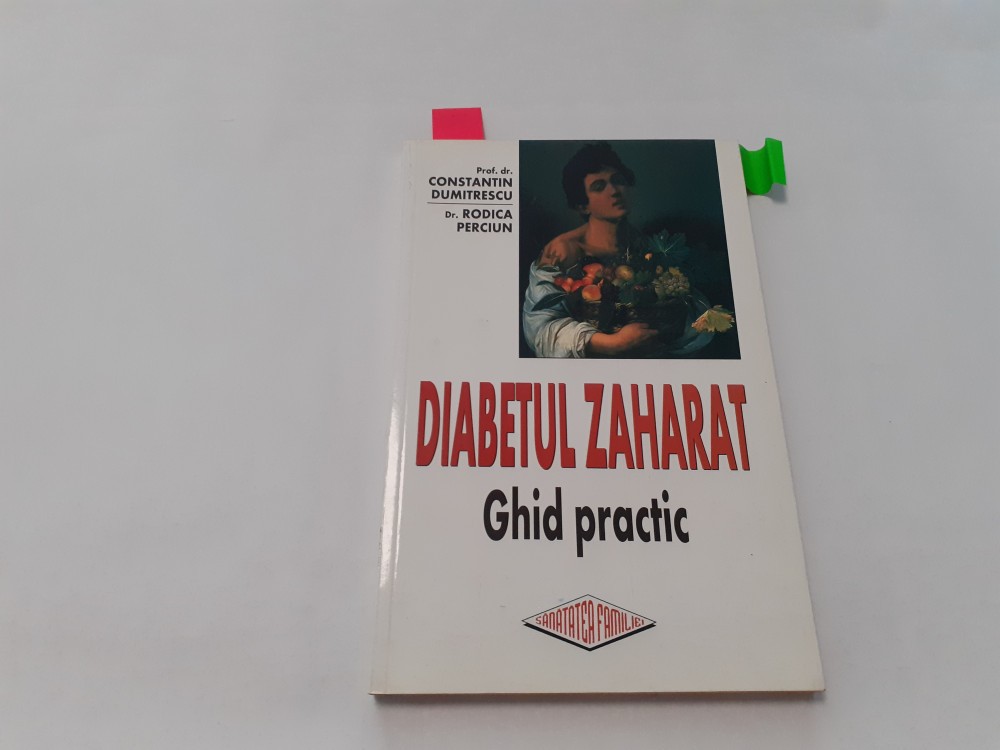 Prof. dr.
CONSTANTIN
DUMITRESCU
Dr. RODICA
PERCIUN
DIABETUL ZAHARAT
Ghid practic
SANATATEA FAMILIEI